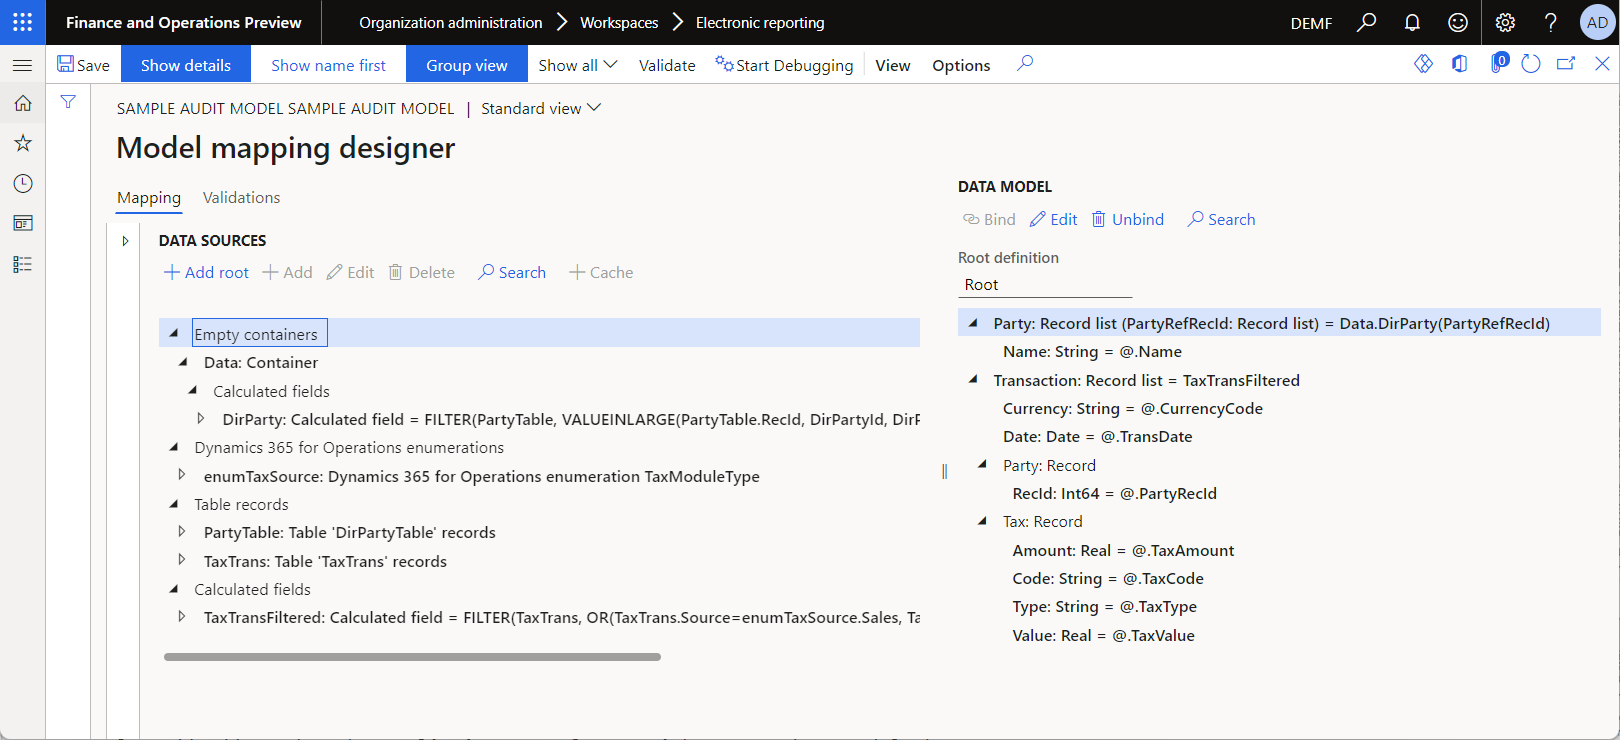 Finance and Operations Preview
Organization administration
Workspaces
Electronic reporting
DEMF
?
AD
Save
Show details
Show name first
Group view
Show all
Validate
Start Debugging
View
Options
0
SAMPLE AUDIT MODEL SAMPLE AUDIT MODEL | Standard view
Model mapping designer
Mapping
Validations
DATA SOURCES
Add root
Add
Edit
Delete
Search
Cache
Empty containers
Data: Container
Calculated fields
DirParty: Calculated field = FILTER(PartyTable, VALUEINLARGE(PartyTable.RecId, DirPartyId, DirP
Dynamics 365 for Operations enumerations
enumTaxSource: Dynamics 365 for Operations enumeration TaxModuleType
Table records
PartyTable: Table 'DirPartyTable' records
TaxTrans: Table 'TaxTrans' records
Calculated fields
TaxTransFiltered: Calculated field = FILTER(TaxTrans, OR(TaxTrans.Source=enumTaxSource.Sales, Ta
DATA MODEL
Bind
Edit
Unbind
Search
Root definition
Root
Party: Record list (PartyRefRecId: Record list) = Data.DirParty(PartyRefRecId)
Name: String = @.Name
Transaction: Record list = TaxTransFiltered
Currency: String = @.CurrencyCode
Date: Date = @.TransDate
Party: Record
RecId: Int64 = @.PartyRecId
Tax: Record
Amount: Real = @.TaxAmount
Code: String = @.TaxCode
Type: String = @.TaxType
Value: Real = @.TaxValue